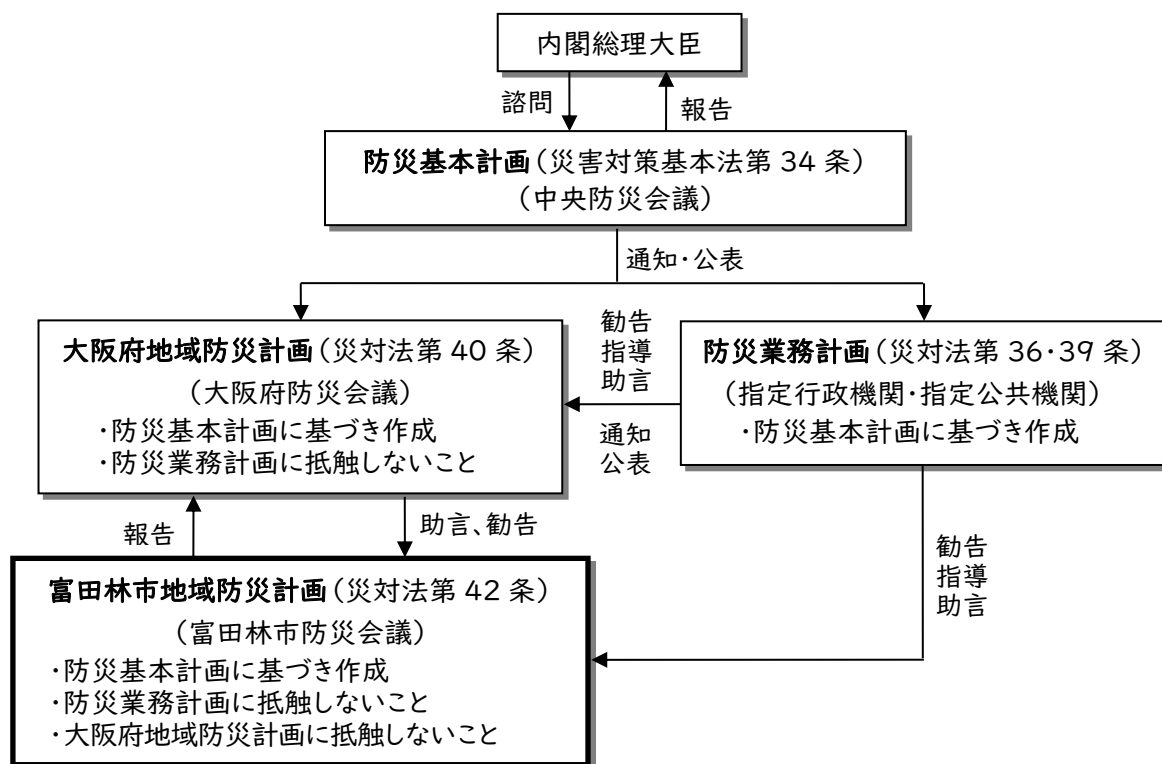 内閣総理大臣
諮問
報告
防災基本計画(災害対策基本法第 34 条)
(中央防災会議)
通知・公表
大阪府地域防災計画(災対法第 40 条)
(大阪府防災会議)
・防災基本計画に基づき作成
・防災業務計画に抵触しないこと
勧告
指導
助言
通知
公表
防災業務計画(災対法第 36・39 条)
(指定行政機関・指定公共機関)
・防災基本計画に基づき作成
報告
助言、勧告
勧告
指導
助言
富田林市地域防災計画(災対法第 42 条)
(富田林市防災会議)
・防災基本計画に基づき作成
・防災業務計画に抵触しないこと
・大阪府地域防災計画に抵触しないこと